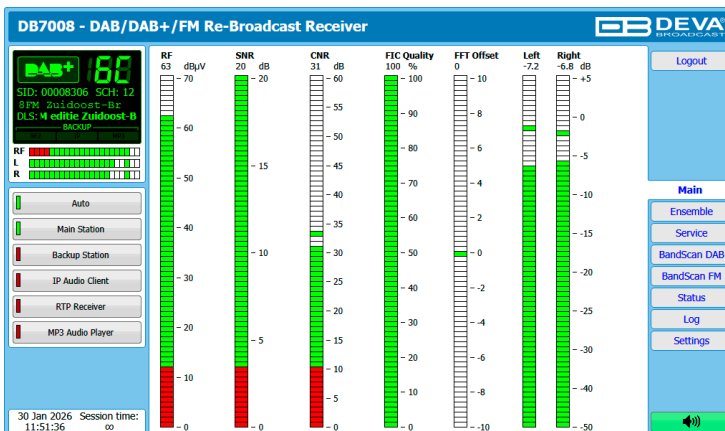 DB7008 - DAB/DAB+/FM Re-Broadcast Receiver
DEVA
BROADCAST
DAB+ 6C
SID: 00008306 SCH: 12
8FM Zuidoost-Br
DLS: M editie Zuidoost-B
BACKUP
RF
L
R
Auto
Main Station
Backup Station
IP Audio Client
RTP Receiver
MP3 Audio Player
30 Jan 2026 Session time:
11:51:36 ∞
RF SNR CNR FIC Quality FFT Offset Left Right
63 dBµV 20 dB 31 dB 100 % 0 -7.2 -6.8 dB
70
60
50
40
30
20
10
0
20
15
10
5
0
60
55
50
45
40
35
30
25
20
15
10
5
0
100
90
80
70
60
50
40
30
20
10
0
10
8
6
4
2
0
-2
-4
-6
-8
-10
+5
0
-5
-10
-15
-20
-25
-30
-35
-40
-50
Logout
Main
Ensemble
Service
BandScan DAB
BandScan FM
Status
Log
Settings